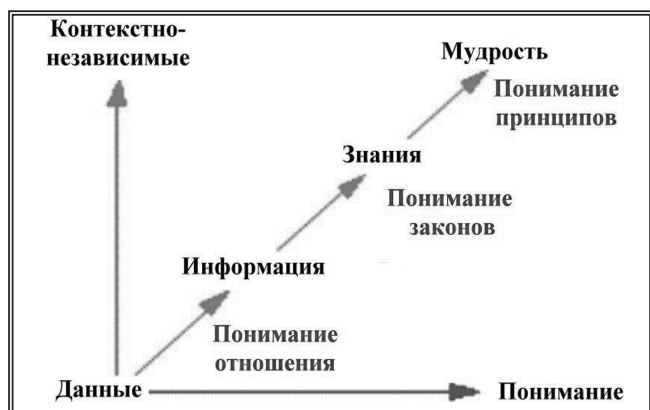 Контекстно-
независимые
Мудрость
Понимание
принципов
Знания
Понимание
законов
Информация
Понимание
отношения
Данные
Понимание